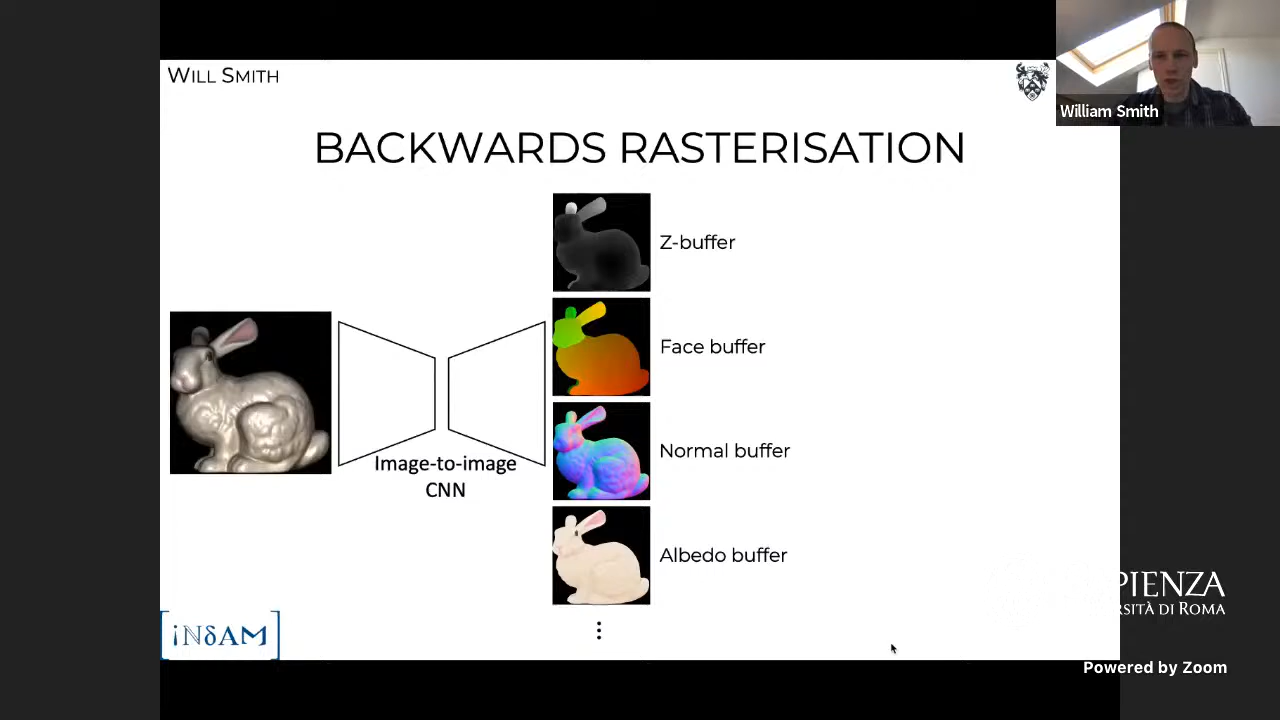 WILL SMITH
William Smith
BACKWARDS RASTERISATION
Z-buffer
Face buffer
Normal buffer
Image-to-image
CNN
Albedo buffer
PIENZA
RSITÀ DI ROMA
iNδAM
Powered by Zoom